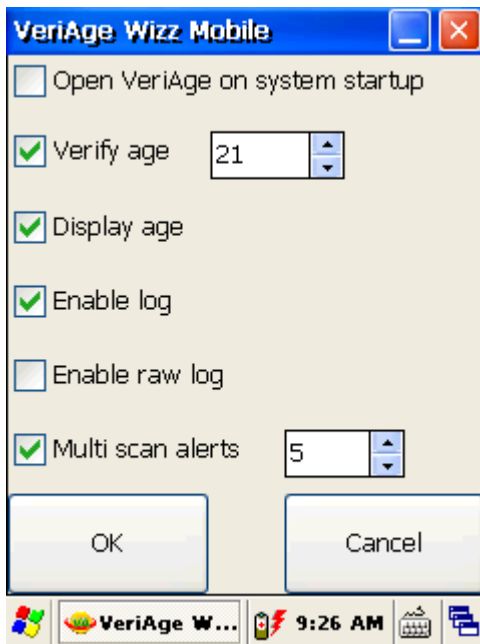 VeriAge Wizz Mobile
Open VeriAge on system startup
Verify age 21
Display age
Enable log
Enable raw log
Multi scan alerts 5
OK Cancel
VeriAge W... 9:26 AM